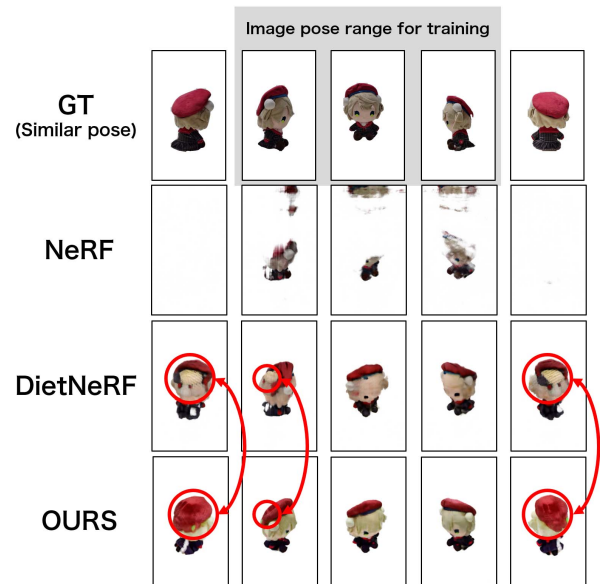 Image pose range for training
GT
(Similar pose)
NeRF
DietNeRF
OURS